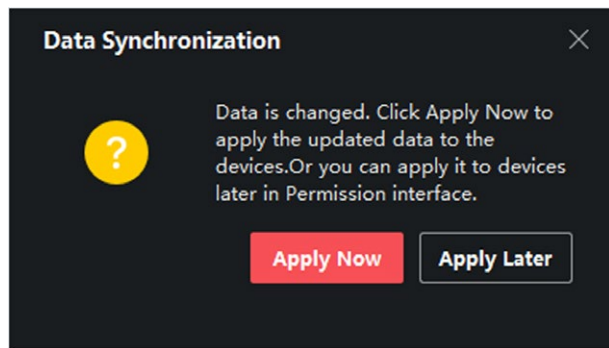 Data Synchronization
?
Data is changed. Click Apply Now to
apply the updated data to the
devices.Or you can apply it to devices
later in Permission interface.
Apply Now
Apply Later